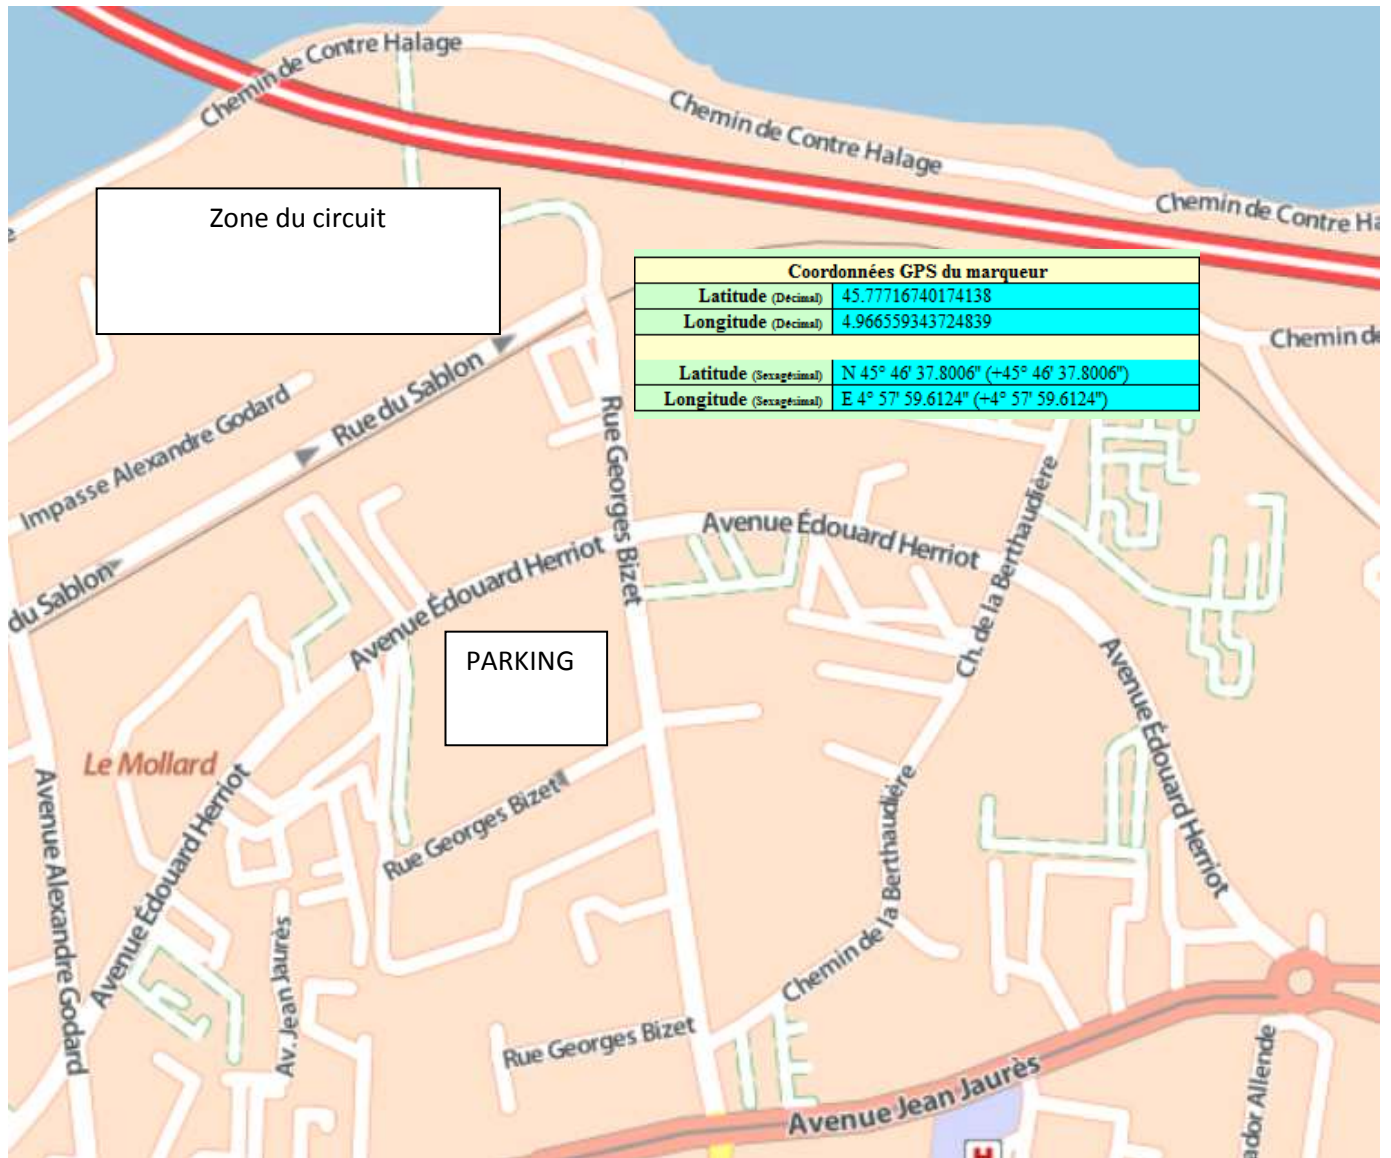 Chemin de Contre Halage
Chemin de Contre Halage
Chemin de Contre Ha
Zone du circuit
Coordonnées GPS du marqueur
Latitude (Décimal) 45.77716740174138
Longitude (Décimal) 4.966559343724839
Latitude (Sexagésimal) N 45° 46' 37.8006" (+45° 46' 37.8006")
Longitude (Sexagésimal) E 4° 57' 59.6124" (+4° 57' 59.6124")
Chemin de
Impasse Alexandre Godard
Rue du Sablon
Rue Georges Bizet
du Sablon
Avenue Édouard Herriot
Avenue Édouard Herriot
Ch. de la Berthaudière
PARKING
Avenue Édouard Herriot
Le Mollard
Avenue Alexandre Godard
Avenue Édouard Herriot
Rue Georges Bizet
Chemin de la Berthaudière
Av. Jean Jaurès
Rue Georges Bizet
Avenue Jean Jaurès
ador Allende
H